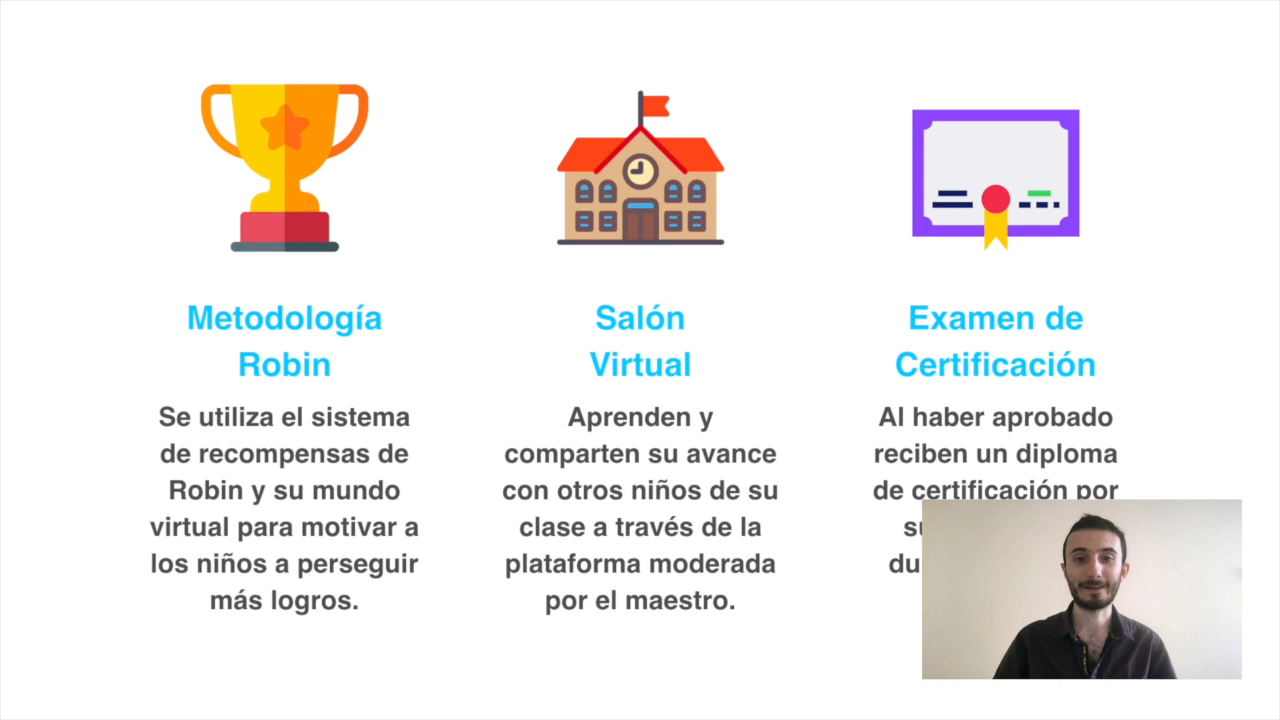 Metodología
Robin
Se utiliza el sistema
de recompensas de
Robin y su mundo
virtual para motivar a
los niños a perseguir
más logros.
Salón
Virtual
Aprenden y
comparten su avance
con otros niños de su
clase a través de la
plataforma moderada
por el maestro.
Examen de
Certificación
Al haber aprobado
reciben un diploma
de certificación por